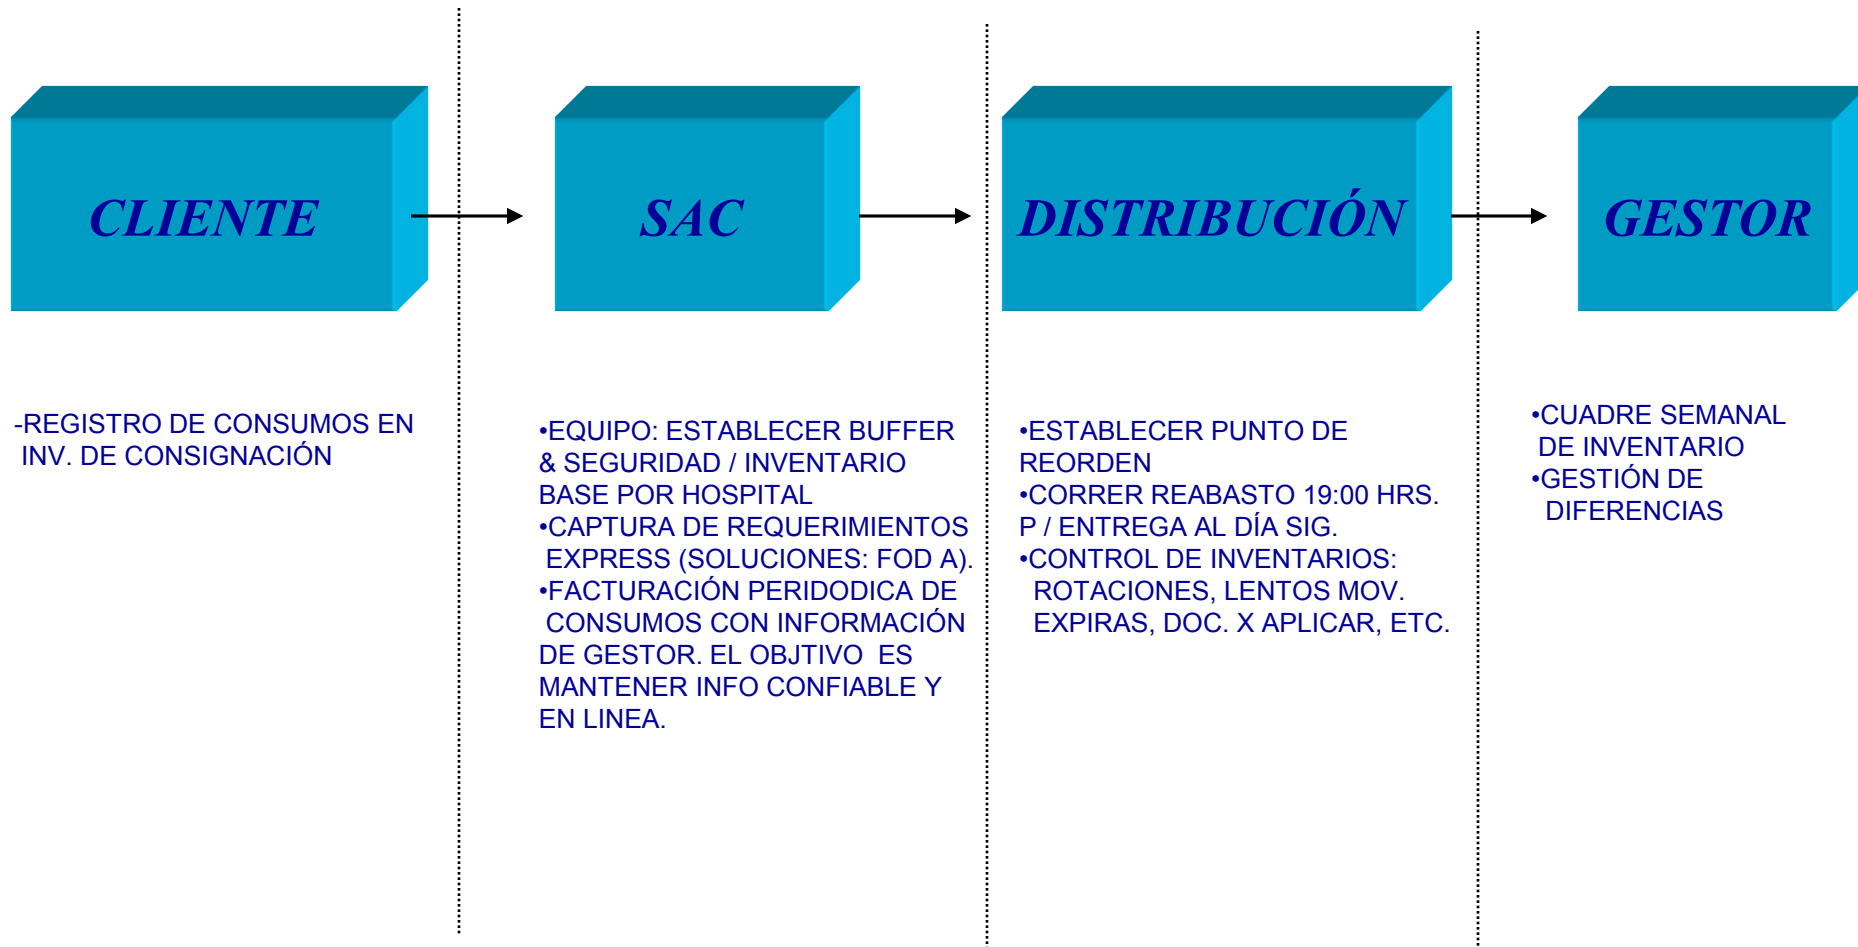 CLIENTE
SAC
DISTRIBUCIÓN
GESTOR
-REGISTRO DE CONSUMOS EN
INV. DE CONSIGNACIÓN
•EQUIPO: ESTABLECER BUFFER
& SEGURIDAD / INVENTARIO
BASE POR HOSPITAL
•CAPTURA DE REQUERIMIENTOS
EXPRESS (SOLUCIONES: FOD A).
•FACTURACIÓN PERIDODICA DE
CONSUMOS CON INFORMACIÓN
DE GESTOR. EL OBJTIVO ES
MANTENER INFO CONFIABLE Y
EN LINEA.
•ESTABLECER PUNTO DE
REORDEN
•CORRER REABASTO 19:00 HRS.
P / ENTREGA AL DÍA SIG.
•CONTROL DE INVENTARIOS:
ROTACIONES, LENTOS MOV.
EXPIRAS, DOC. X APLICAR, ETC.
•CUADRE SEMANAL
DE INVENTARIO
•GESTIÓN DE
DIFERENCIAS